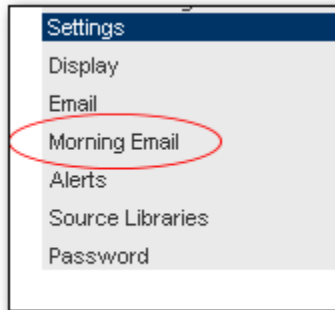 Settings
Display
Email
Morning Email
Alerts
Source Libraries
Password